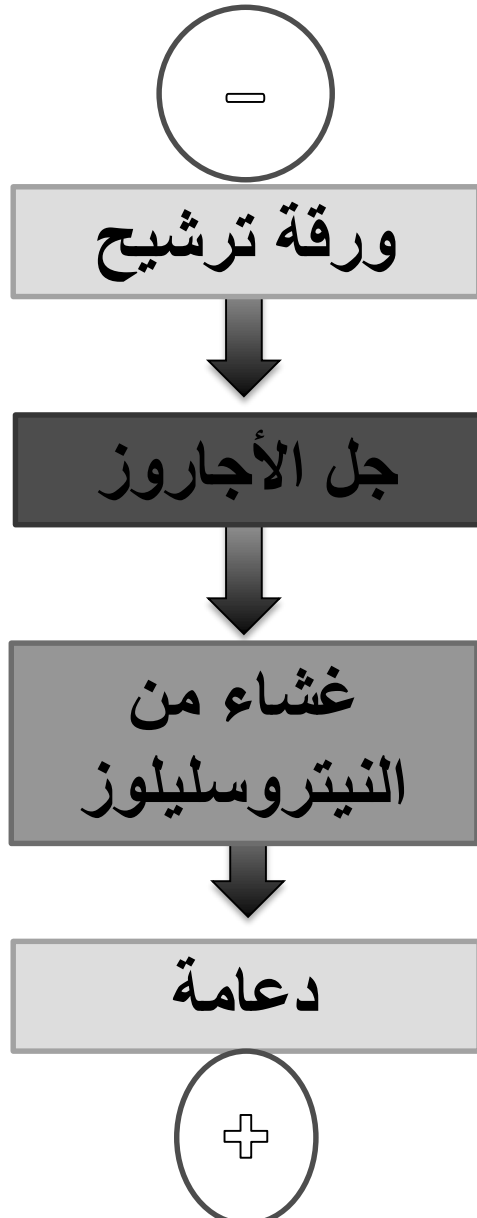 −
ورقة ترشيح
جل الأجاروز
غشاء من
النيتروسليلوز
دعامة
+